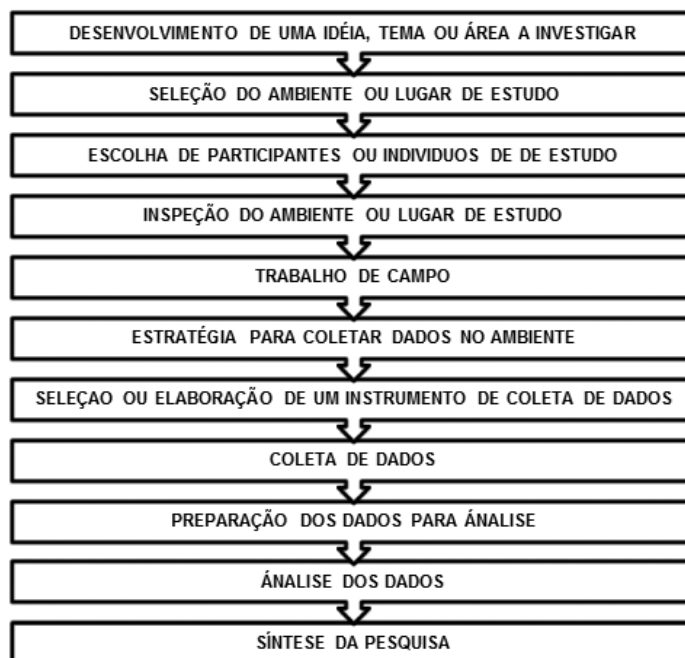 DESENVOLVIMENTO DE UMA IDÉIA, TEMA OU ÁREA A INVESTIGAR
SELEÇÃO DO AMBIENTE OU LUGAR DE ESTUDO
ESCOLHA DE PARTICIPANTES OU INDIVIDUOS DE DE ESTUDO
INSPEÇÃO DO AMBIENTE OU LUGAR DE ESTUDO
TRABALHO DE CAMPO
ESTRATÉGIA PARA COLETAR DADOS NO AMBIENTE
SELEÇAO OU ELABORAÇÃO DE UM INSTRUMENTO DE COLETA DE DADOS
COLETA DE DADOS
PREPARAÇÃO DOS DADOS PARA ÁNALISE
ÁNALISE DOS DADOS
SÍNTESE DA PESQUISA